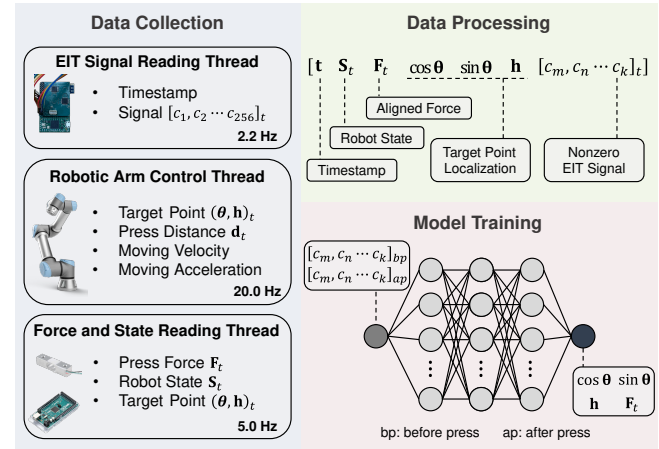 Data Collection
EIT Signal Reading Thread
• Timestamp
• Signal [c₁, c₂ ⋯ c₂₅₆]ₜ
2.2 Hz
Robotic Arm Control Thread
• Target Point (θ, h)ₜ
• Press Distance dₜ
• Moving Velocity
• Moving Acceleration
20.0 Hz
Force and State Reading Thread
• Press Force Fₜ
• Robot State Sₜ
• Target Point (θ, h)ₜ
5.0 Hz
Data Processing
[t Sₜ Fₜ cos θ sin θ h [cₘ, cₙ ⋯ cₖ]ₜ]
Aligned Force
Robot State
Timestamp
Target Point
Localization
Nonzero
EIT Signal
Model Training
[cₘ, cₙ ⋯ cₖ]_bp
[cₘ, cₙ ⋯ cₖ]_ap
cos θ sin θ
h Fₜ
bp: before press ap: after press